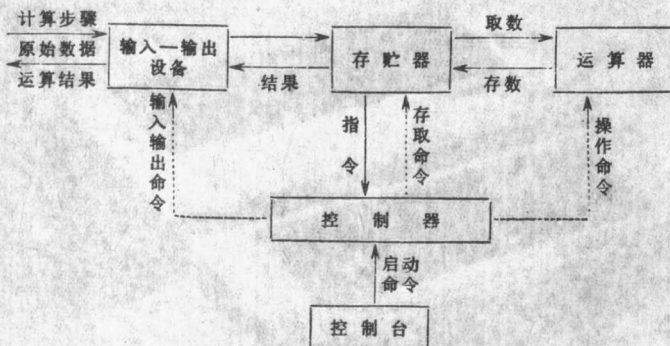 计算步骤
原始数据
运算结果
输入—输出
设备
结果
存贮器
取数
存数
运算器
输入输出命令
指令
存取命令
操作命令
控制器
启动
命令
控制台